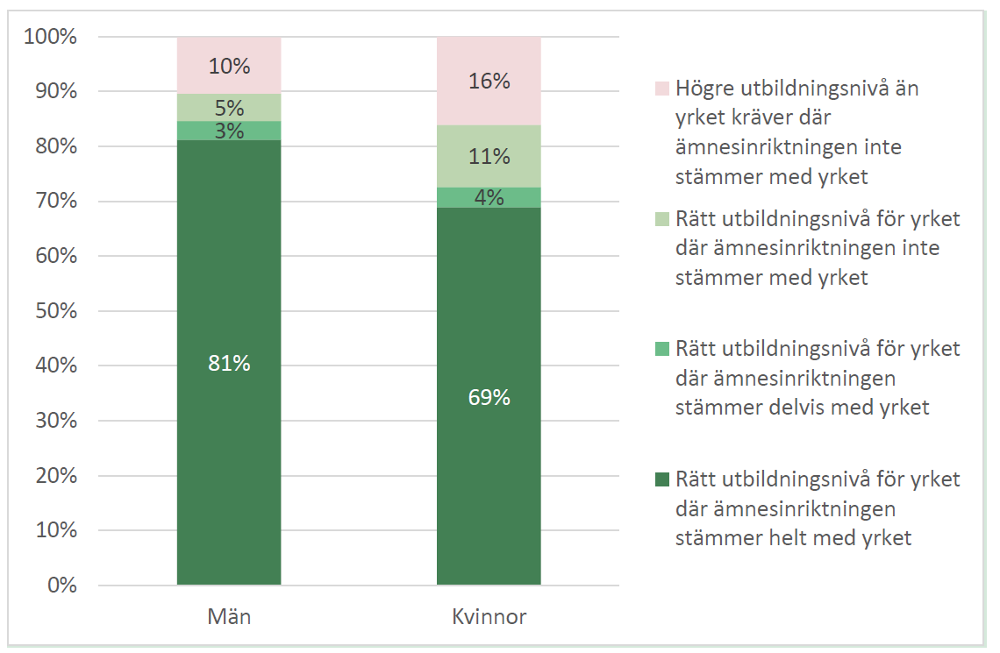 100%
90%
80%
70%
60%
50%
40%
30%
20%
10%
0%
10%
5%
3%
81%
16%
11%
4%
69%
Män
Kvinnor
Högre utbildningsnivå än
yrket kräver där
ämnesinriktningen inte
stämmer med yrket
Rätt utbildningsnivå för yrket
där ämnesinriktningen inte
stämmer med yrket
Rätt utbildningsnivå för yrket
där ämnesinriktningen
stämmer delvis med yrket
Rätt utbildningsnivå för yrket
där ämnesinriktningen
stämmer helt med yrket